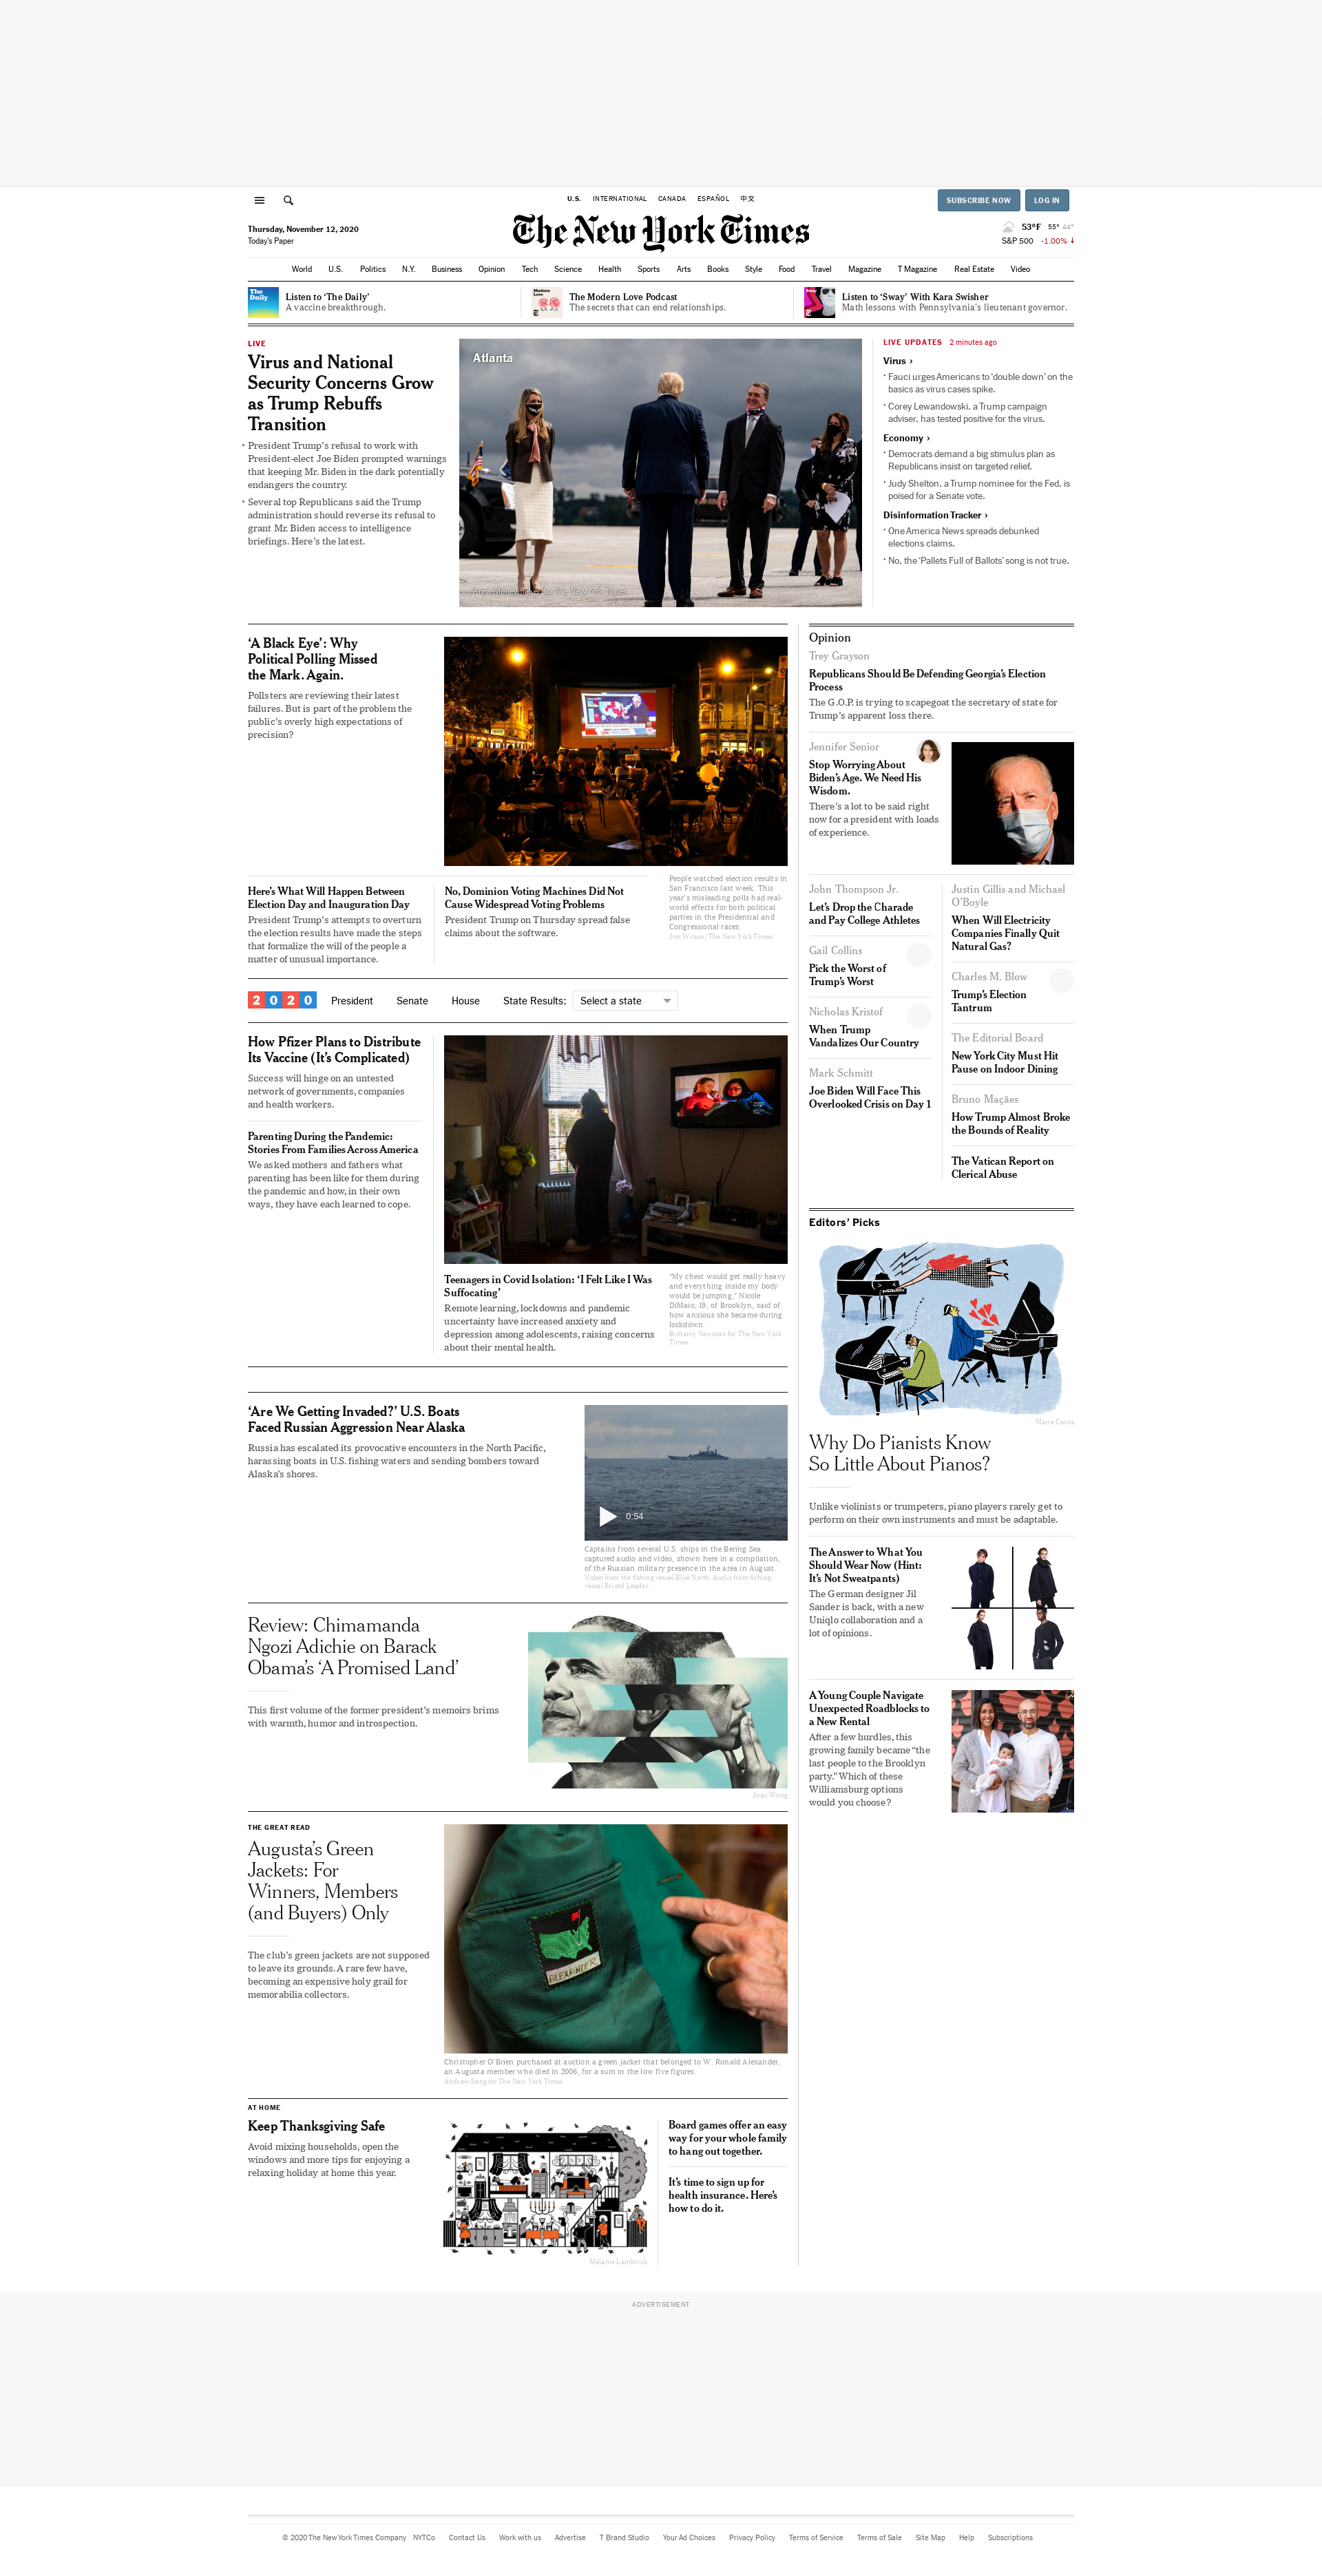 U.S. INTERNATIONAL CANADA ESPAÑOL 中文
SUBSCRIBE NOW LOG IN
Thursday, November 12, 2020
Today's Paper
The New York Times
53°F 55° 44°
S&P 500 -1.00%
World U.S. Politics N.Y. Business Opinion Tech Science Health Sports Arts Books Style Food Travel Magazine T Magazine Real Estate Video
The
Daily
Listen to ‘The Daily’
A vaccine breakthrough.
Modern
Love
The Modern Love Podcast
The secrets that can end relationships.
Sway
Listen to ‘Sway’ With Kara Swisher
Math lessons with Pennsylvania’s lieutenant governor.
LIVE
Virus and National
Security Concerns Grow
as Trump Rebuffs
Transition
President Trump’s refusal to work with
President-elect Joe Biden prompted warnings
that keeping Mr. Biden in the dark potentially
endangers the country.
Several top Republicans said the Trump
administration should reverse its refusal to
grant Mr. Biden access to intelligence
briefings. Here’s the latest.
Atlanta
Anna Moneymaker for The New York Times
LIVE UPDATES 2 minutes ago
Virus ›
Fauci urges Americans to ‘double down’ on the
basics as virus cases spike.
Corey Lewandowski, a Trump campaign
adviser, has tested positive for the virus.
Economy ›
Democrats demand a big stimulus plan as
Republicans insist on targeted relief.
Judy Shelton, a Trump nominee for the Fed, is
poised for a Senate vote.
Disinformation Tracker ›
One America News spreads debunked
elections claims.
No, the ‘Pallets Full of Ballots’ song is not true.
‘A Black Eye’: Why
Political Polling Missed
the Mark. Again.
Pollsters are reviewing their latest
failures. But is part of the problem the
public’s overly high expectations of
precision?
People watched election results in
San Francisco last week. This
year’s misleading polls had real-
world effects for both political
parties in the Presidential and
Congressional races.
Jim Wilson/The New York Times
Here’s What Will Happen Between
Election Day and Inauguration Day
President Trump’s attempts to overturn
the election results have made the steps
that formalize the will of the people a
matter of unusual importance.
No, Dominion Voting Machines Did Not
Cause Widespread Voting Problems
President Trump on Thursday spread false
claims about the software.
2020 President Senate House State Results: Select a state
How Pfizer Plans to Distribute
Its Vaccine (It’s Complicated)
Success will hinge on an untested
network of governments, companies
and health workers.
Parenting During the Pandemic:
Stories From Families Across America
We asked mothers and fathers what
parenting has been like for them during
the pandemic and how, in their own
ways, they have each learned to cope.
Teenagers in Covid Isolation: ‘I Felt Like I Was
Suffocating’
Remote learning, lockdowns and pandemic
uncertainty have increased anxiety and
depression among adolescents, raising concerns
about their mental health.
“My chest would get really heavy
and everything inside my body
would be jumping,” Nicole
DiMaio, 19, of Brooklyn, said of
how anxious she became during
lockdown.
Brittainy Newman for The New York
Times
‘Are We Getting Invaded?’ U.S. Boats
Faced Russian Aggression Near Alaska
Russia has escalated its provocative encounters in the North Pacific,
harassing boats in U.S. fishing waters and sending bombers toward
Alaska’s shores.
0:54
Captains from several U.S. ships in the Bering Sea
captured audio and video, shown here in a compilation,
of the Russian military presence in the area in August.
Video from the fishing vessel Blue North. Audio from fishing
vessel Bristol Leader
Review: Chimamanda
Ngozi Adichie on Barack
Obama’s ‘A Promised Land’
This first volume of the former president’s memoirs brims
with warmth, humor and introspection.
Joan Wong
THE GREAT READ
Augusta’s Green
Jackets: For
Winners, Members
(and Buyers) Only
The club’s green jackets are not supposed
to leave its grounds. A rare few have,
becoming an expensive holy grail for
memorabilia collectors.
ALEXANDER
Christopher O’Brien purchased at auction a green jacket that belonged to W. Ronald Alexander,
an Augusta member who died in 2006, for a sum in the low five figures.
Andrew Seng for The New York Times
AT HOME
Keep Thanksgiving Safe
Avoid mixing households, open the
windows and more tips for enjoying a
relaxing holiday at home this year.
Melanie Lambrick
Board games offer an easy
way for your whole family
to hang out together.
It’s time to sign up for
health insurance. Here’s
how to do it.
Opinion
Trey Grayson
Republicans Should Be Defending Georgia’s Election
Process
The G.O.P. is trying to scapegoat the secretary of state for
Trump’s apparent loss there.
Jennifer Senior
Stop Worrying About
Biden’s Age. We Need His
Wisdom.
There’s a lot to be said right
now for a president with loads
of experience.
John Thompson Jr.
Let’s Drop the Charade
and Pay College Athletes
Gail Collins
Pick the Worst of
Trump’s Worst
Nicholas Kristof
When Trump
Vandalizes Our Country
Mark Schmitt
Joe Biden Will Face This
Overlooked Crisis on Day 1
Justin Gillis and Michael
O’Boyle
When Will Electricity
Companies Finally Quit
Natural Gas?
Charles M. Blow
Trump’s Election
Tantrum
The Editorial Board
New York City Must Hit
Pause on Indoor Dining
Bruno Maçães
How Trump Almost Broke
the Bounds of Reality
The Vatican Report on
Clerical Abuse
Editors’ Picks
Why Do Pianists Know
So Little About Pianos?
Unlike violinists or trumpeters, piano players rarely get to
perform on their own instruments and must be adaptable.
The Answer to What You
Should Wear Now (Hint:
It’s Not Sweatpants)
The German designer Jil
Sander is back, with a new
Uniqlo collaboration and a
lot of opinions.
A Young Couple Navigate
Unexpected Roadblocks to
a New Rental
After a few hurdles, this
growing family became “the
last people to the Brooklyn
party.” Which of these
Williamsburg options
would you choose?
ADVERTISEMENT
© 2020 The New York Times Company NYTCo Contact Us Work with us Advertise T Brand Studio Your Ad Choices Privacy Policy Terms of Service Terms of Sale Site Map Help Subscriptions